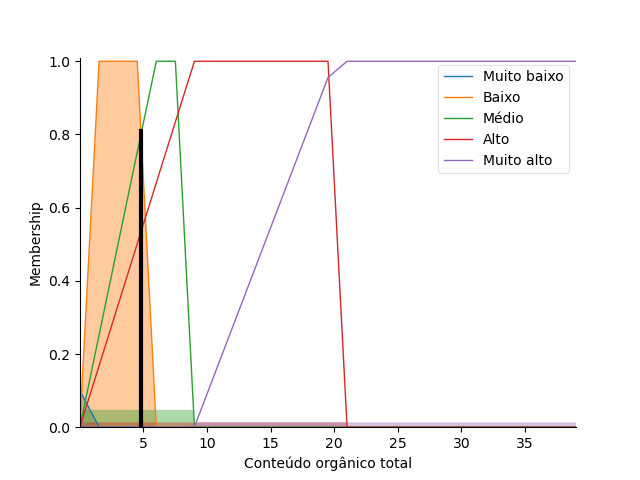 1.0
0.8
0.6
0.4
0.2
0.0
Membership
5
10
15
20
25
30
35
Conteúdo orgânico total
Muito baixo
Baixo
Médio
Alto
Muito alto